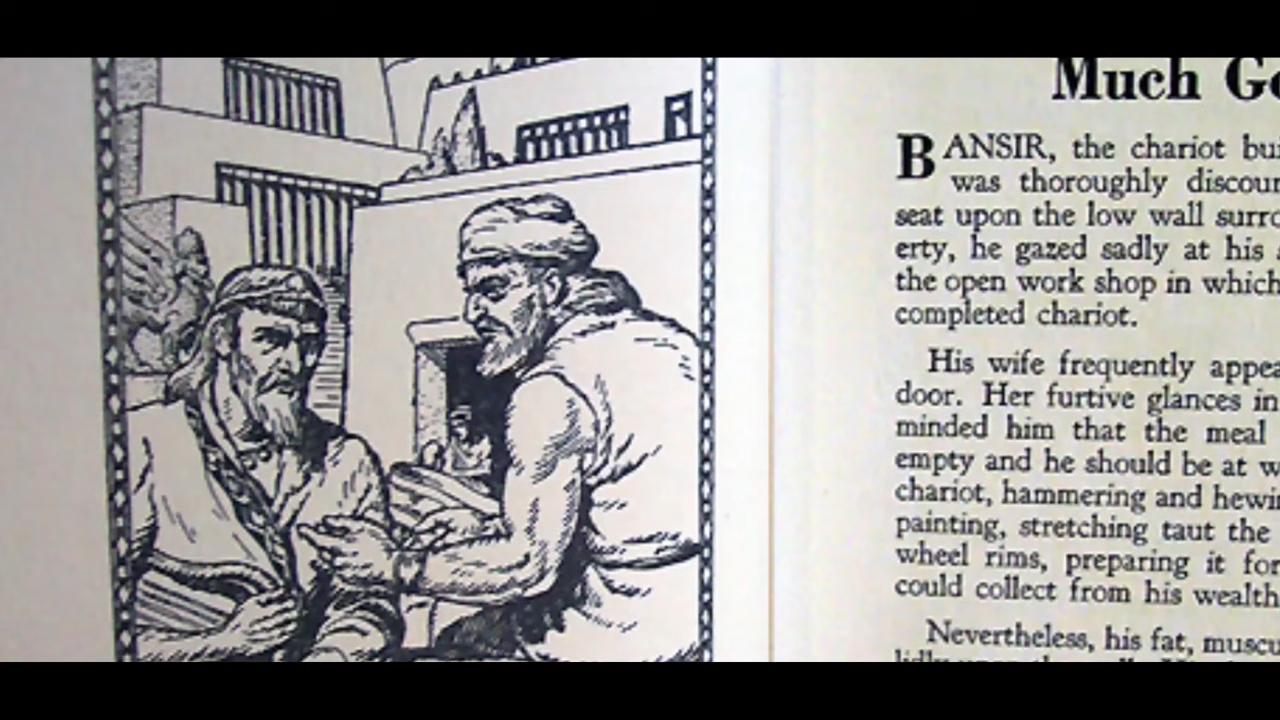 Much Go
BANSIR, the chariot bui
was thoroughly discour
seat upon the low wall surro
erty, he gazed sadly at his a
the open work shop in which
completed chariot.
His wife frequently appea
door. Her furtive glances in
minded him that the meal
empty and he should be at w
chariot, hammering and hewi
painting, stretching taut the
wheel rims, preparing it for
could collect from his wealth
Nevertheless, his fat, muscu